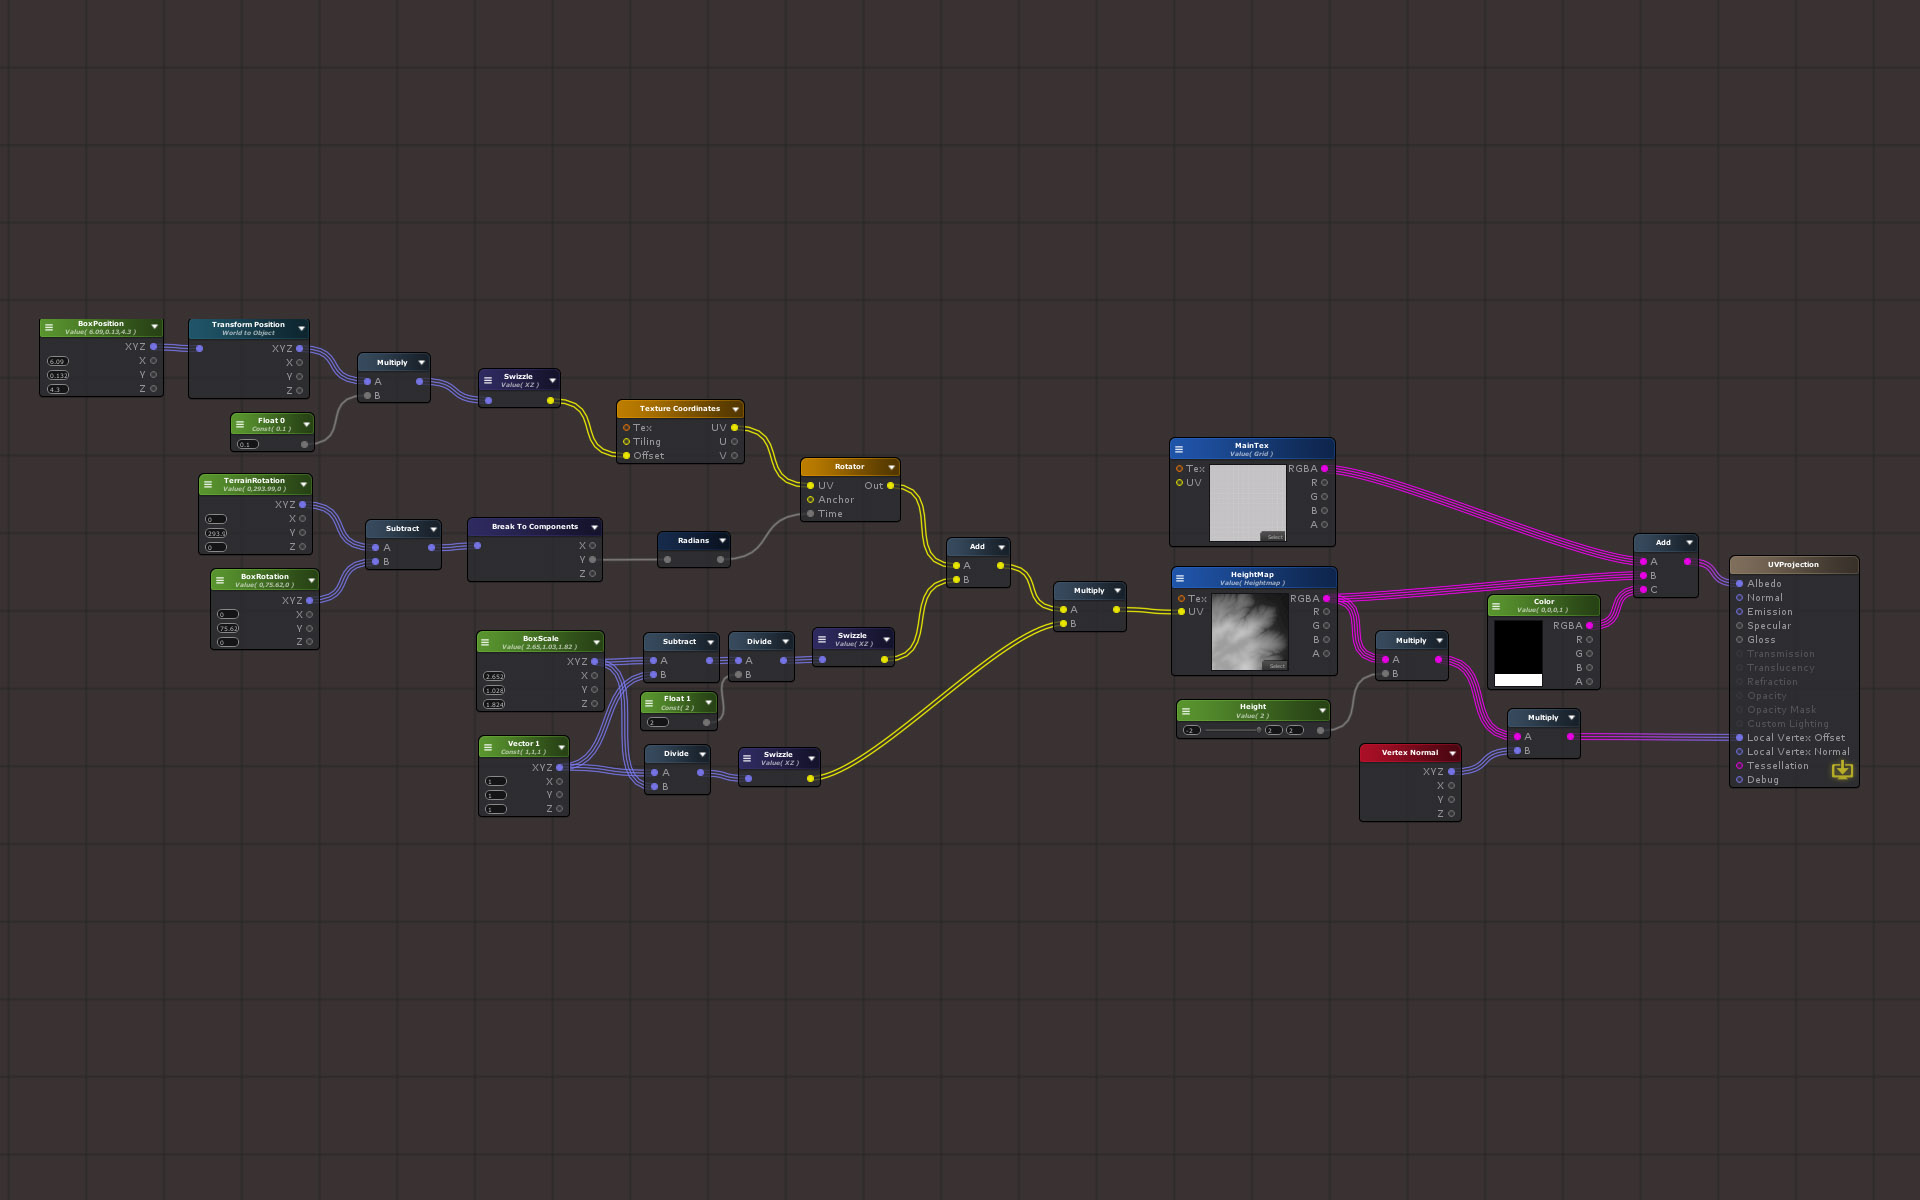 BoxPosition
Value( 6.09,0.13,4.3 )
XYZ
X
6.09
Y
0.132
Z
4.3
Transform Position
World to Object
XYZ
X
Y
Z
Multiply
A
B
Float 0
Const( 0.1 )
0.1
Swizzle
Value( XZ )
Texture Coordinates
Tex UV
Tiling U
Offset V
Rotator
UV Out
Anchor
Time
TerrainRotation
Value( 0,293.99,0 )
XYZ
0 X
293.9 Y
0 Z
Subtract
A
B
BoxRotation
Value( 0,75.62,0 )
XYZ
0 X
75.62 Y
0 Z
Break To Components
X
Y
Z
Radians
Add
A
B
Multiply
A
B
BoxScale
Value( 2.65,1.03,1.82 )
XYZ
2.652 X
1.028 Y
1.824 Z
Subtract
A
B
Divide
A
B
Swizzle
Value( XZ )
Float 1
Const( 2 )
2
Vector 1
Const( 1,1,1 )
XYZ
1 X
1 Y
1 Z
Divide
A
B
Swizzle
Value( XZ )
MainTex
Value( Grid )
Tex RGBA
UV R
G
B
A
Select
HeightMap
Value( Heightmap )
Tex RGBA
UV R
G
B
A
Select
Height
Value( 2 )
-2 2 2
Multiply
A
B
Vertex Normal
XYZ
X
Y
Z
Color
Value( 0,0,0,1 )
RGBA
R
G
B
A
Multiply
A
B
Add
A
B
C
UVProjection
Albedo
Normal
Emission
Specular
Gloss
Transmission
Translucency
Refraction
Opacity
Opacity Mask
Custom Lighting
Local Vertex Offset
Local Vertex Normal
Tessellation
Debug